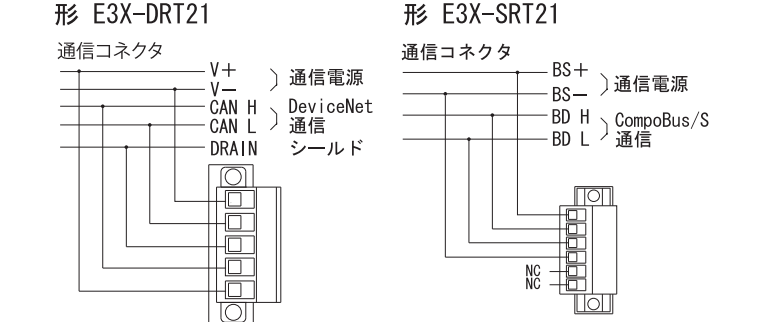 形 E3X-DRT21
通信コネクタ
V+
V-
通信電源
CAN H
CAN L
DeviceNet
通信
DRAIN シールド
形 E3X-SRT21
通信コネクタ
BS+
BS-
通信電源
BD H
BD L
CompoBus/S
通信
NC
NC